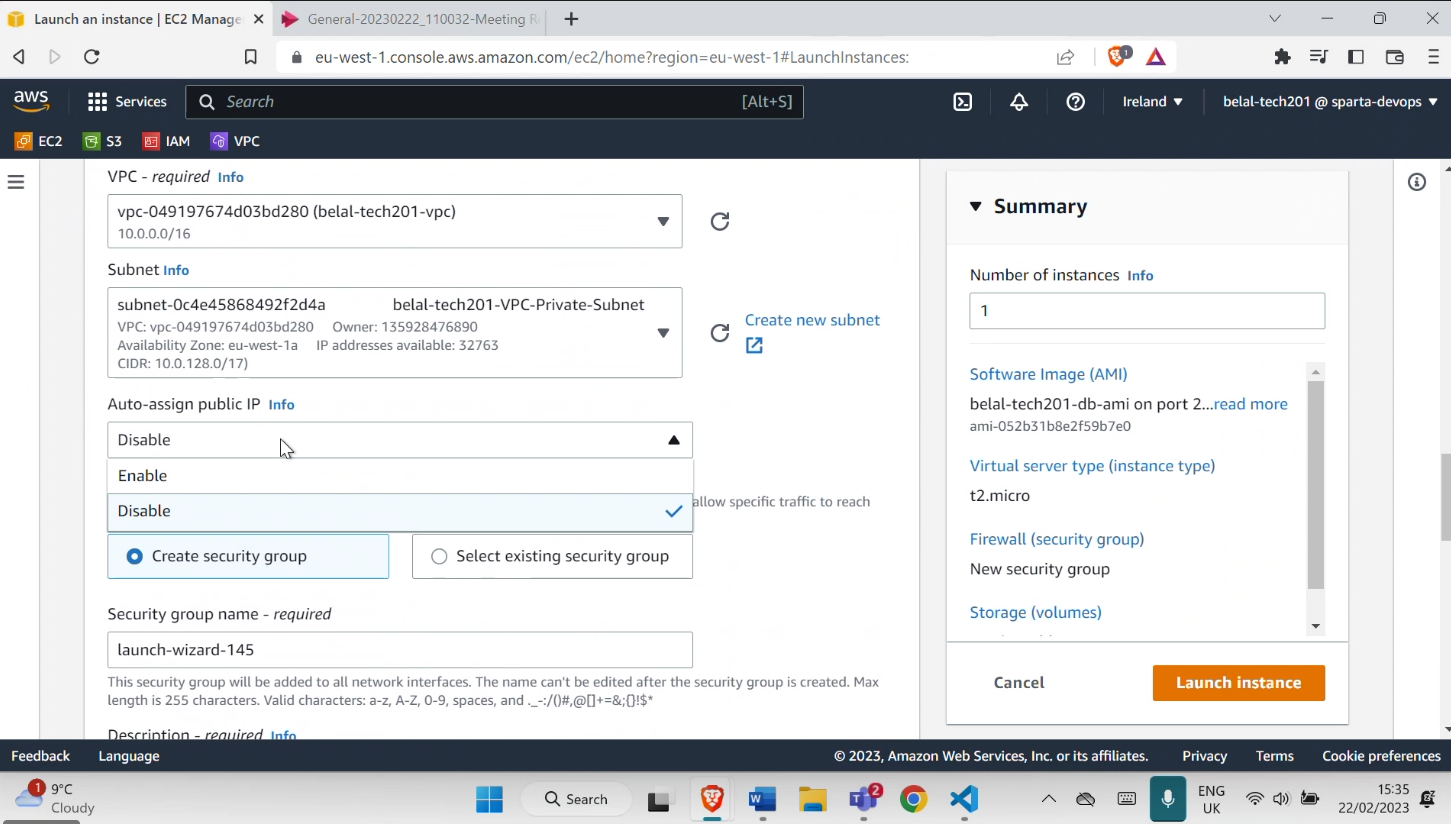 Launch an instance | EC2 Manage
General-20230222_110032-Meeting R
eu-west-1.console.aws.amazon.com/ec2/home?region=eu-west-1#LaunchInstances:
1
aws
Services
Search
[Alt+S]
Ireland
belal-tech201 @ sparta-devops
EC2
S3
IAM
VPC
VPC - required Info
vpc-049197674d03bd280 (belal-tech201-vpc)
10.0.0.0/16
Subnet Info
subnet-0c4e45868492f2d4a belal-tech201-VPC-Private-Subnet
VPC: vpc-049197674d03bd280 Owner: 135928476890
Availability Zone: eu-west-1a IP addresses available: 32763
CIDR: 10.0.128.0/17)
Create new subnet
Auto-assign public IP Info
Disable
Enable
Disable
allow specific traffic to reach
Create security group
Select existing security group
Security group name - required
launch-wizard-145
This security group will be added to all network interfaces. The name can't be edited after the security group is created. Max
length is 255 characters. Valid characters: a-z, A-Z, 0-9, spaces, and ._-:/()#,@[]+=&;{}!$*
Description - required Info
Summary
Number of instances Info
1
Software Image (AMI)
belal-tech201-db-ami on port 2...read more
ami-052b31b8e2f59b7e0
Virtual server type (instance type)
t2.micro
Firewall (security group)
New security group
Storage (volumes)
Cancel
Launch instance
Feedback
Language
© 2023, Amazon Web Services, Inc. or its affiliates.
Privacy
Terms
Cookie preferences
1
9°C
Cloudy
Search
2
ENG
UK
15:35
22/02/2023